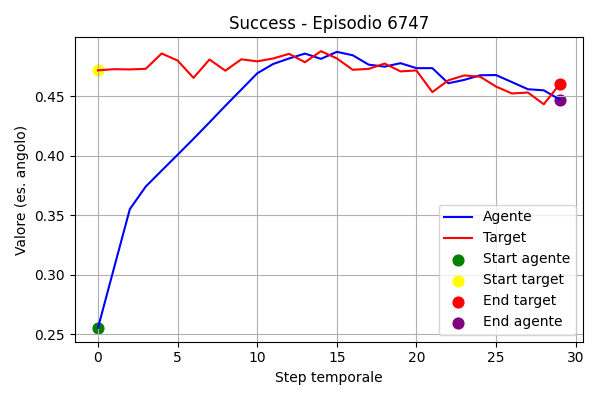 Success - Episodio 6747
Valore (es. angolo)
0.45
0.40
0.35
0.30
0.25
0
5
10
15
20
25
30
Step temporale
Agente
Target
Start agente
Start target
End target
End agente